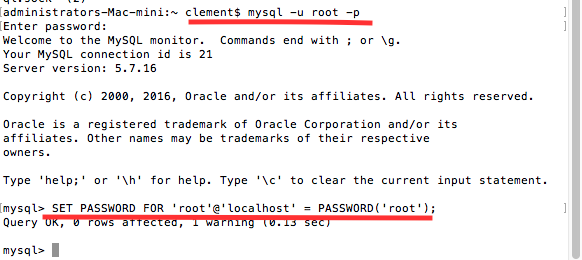 [administrators-Mac-mini:~ clement$ mysql -u root -p ]
[Enter password: ]
Welcome to the MySQL monitor.  Commands end with ; or \g.
Your MySQL connection id is 21
Server version: 5.7.16
Copyright (c) 2000, 2016, Oracle and/or its affiliates. All rights reserved.
Oracle is a registered trademark of Oracle Corporation and/or its
affiliates. Other names may be trademarks of their respective
owners.
Type 'help;' or '\h' for help. Type '\c' to clear the current input statement.
[mysql> SET PASSWORD FOR 'root'@'localhost' = PASSWORD('root'); ]
Query OK, 0 rows affected, 1 warning (0.13 sec)
mysql>